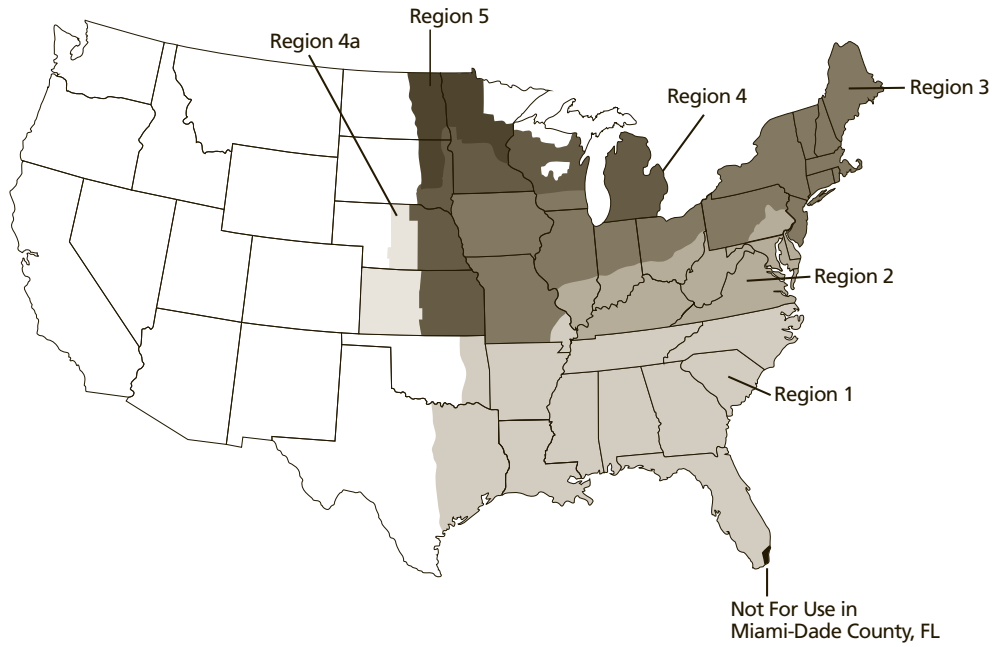 Region 5
Region 4a
Region 3
Region 4
Region 2
Region 1
Not For Use in
Miami-Dade County, FL